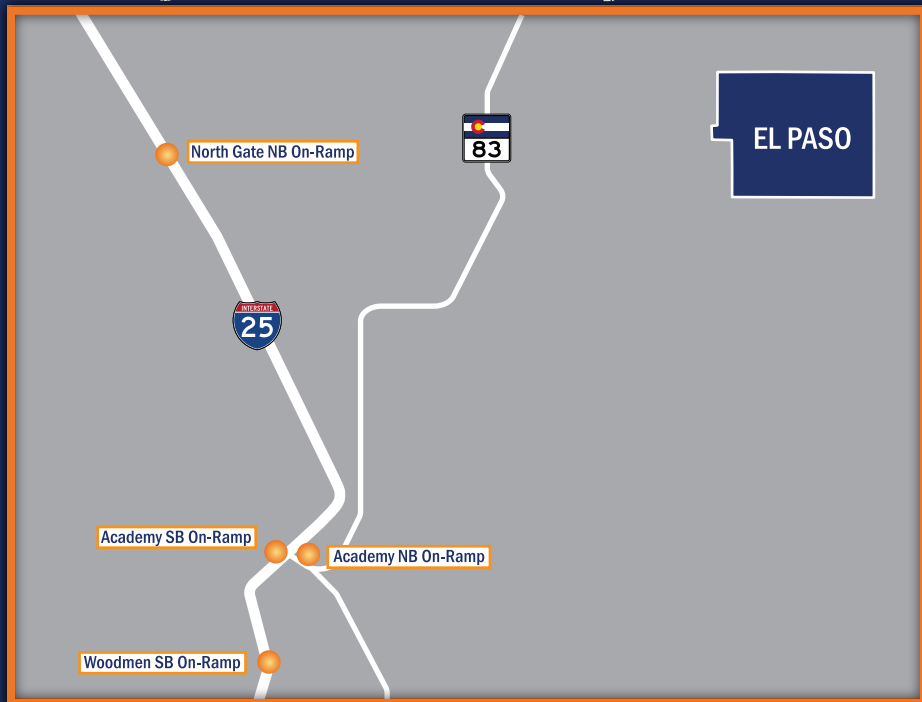 North Gate NB On-Ramp
83
EL PASO
INTERSTATE
25
Academy SB On-Ramp
Academy NB On-Ramp
Woodmen SB On-Ramp